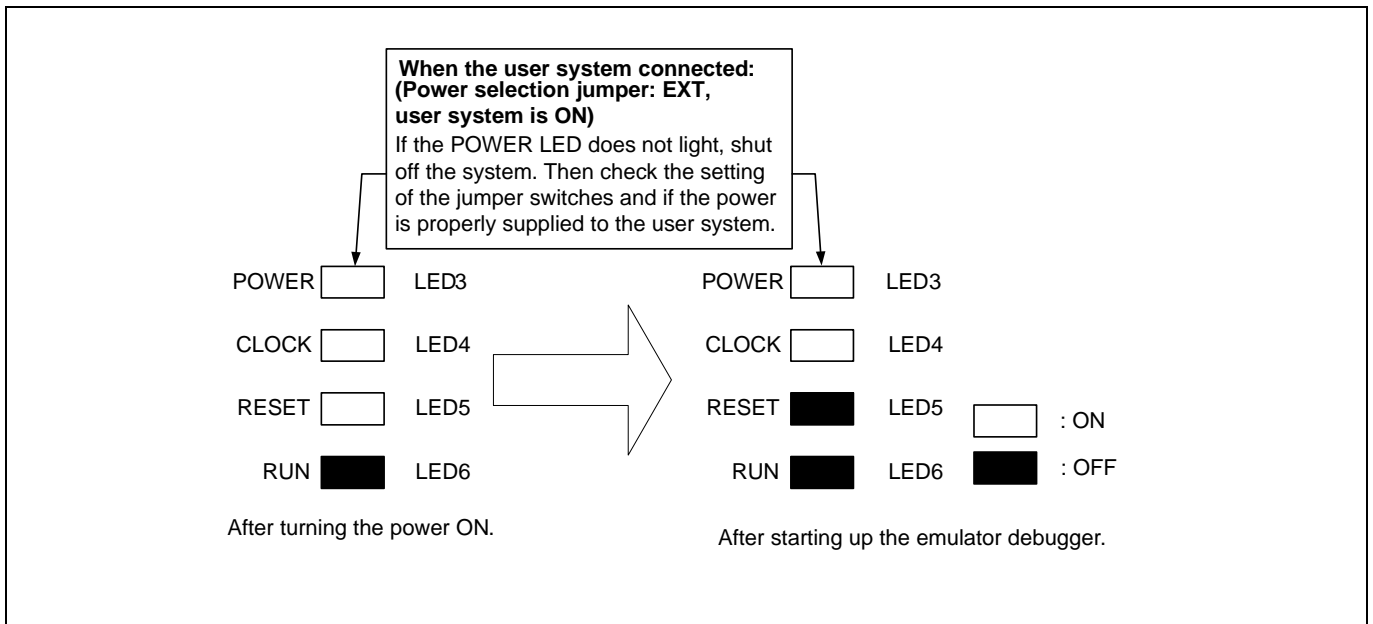 When the user system connected:
(Power selection jumper: EXT,
user system is ON)
If the POWER LED does not light, shut
off the system. Then check the setting
of the jumper switches and if the power
is properly supplied to the user system.
POWER LED3
CLOCK LED4
RESET LED5
RUN LED6
After turning the power ON.
POWER LED3
CLOCK LED4
RESET LED5
RUN LED6
: ON
: OFF
After starting up the emulator debugger.